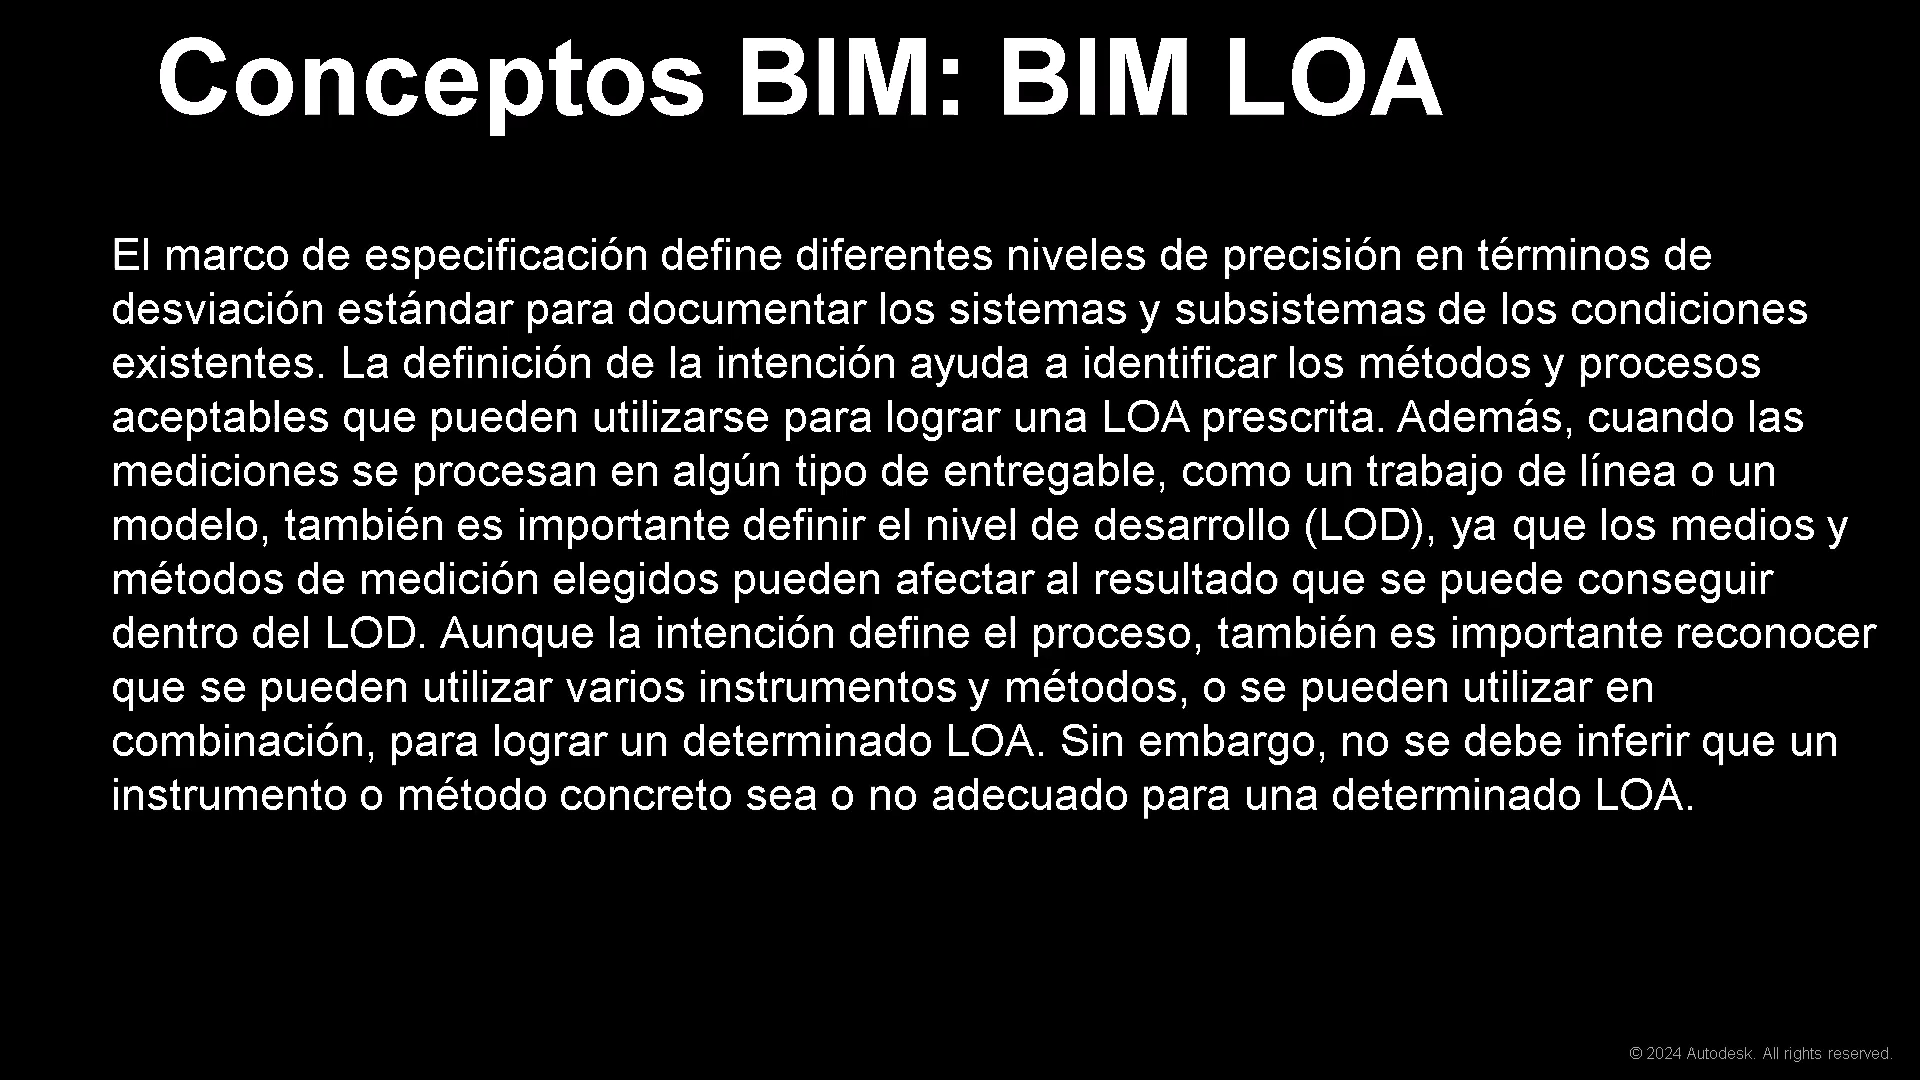 Conceptos BIM: BIM LOA
El marco de especificación define diferentes niveles de precisión en términos de
desviación estándar para documentar los sistemas y subsistemas de los condiciones
existentes. La definición de la intención ayuda a identificar los métodos y procesos
aceptables que pueden utilizarse para lograr una LOA prescrita. Además, cuando las
mediciones se procesan en algún tipo de entregable, como un trabajo de línea o un
modelo, también es importante definir el nivel de desarrollo (LOD), ya que los medios y
métodos de medición elegidos pueden afectar al resultado que se puede conseguir
dentro del LOD. Aunque la intención define el proceso, también es importante reconocer
que se pueden utilizar varios instrumentos y métodos, o se pueden utilizar en
combinación, para lograr un determinado LOA. Sin embargo, no se debe inferir que un
instrumento o método concreto sea o no adecuado para una determinado LOA.
© 2024 Autodesk. All rights reserved.